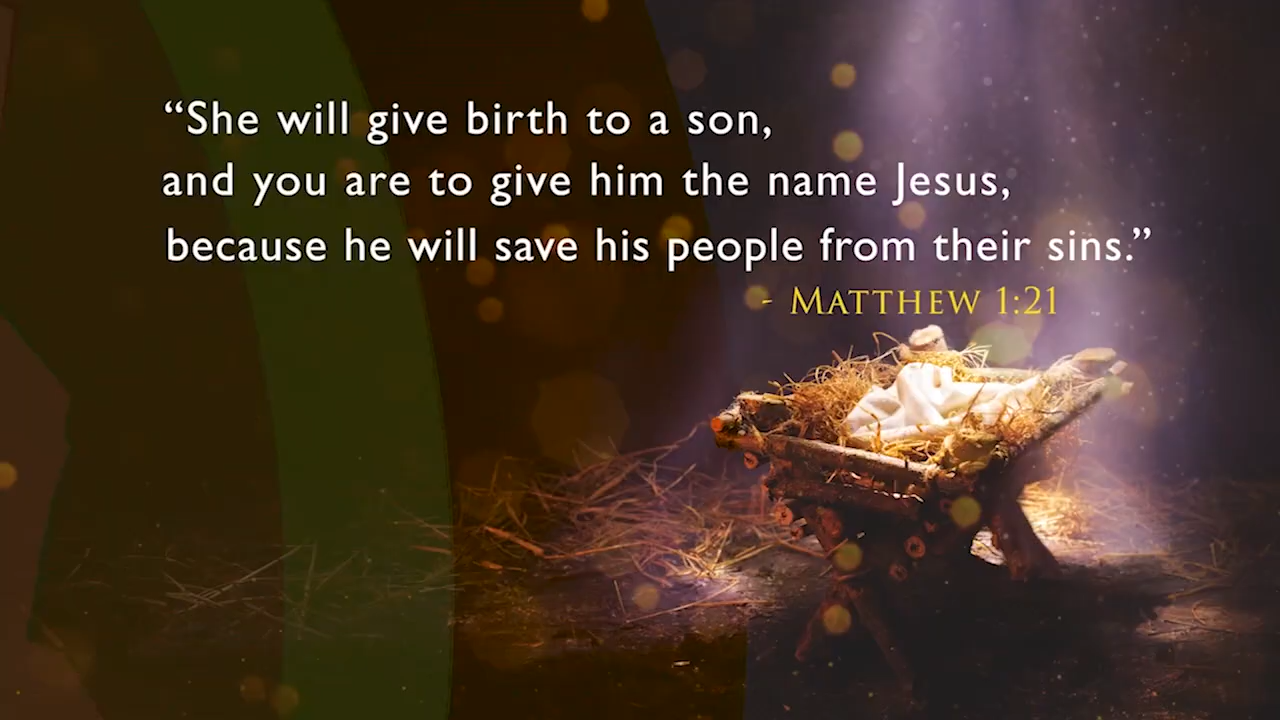 “She will give birth to a son,
and you are to give him the name Jesus,
because he will save his people from their sins.”
- Matthew 1:21